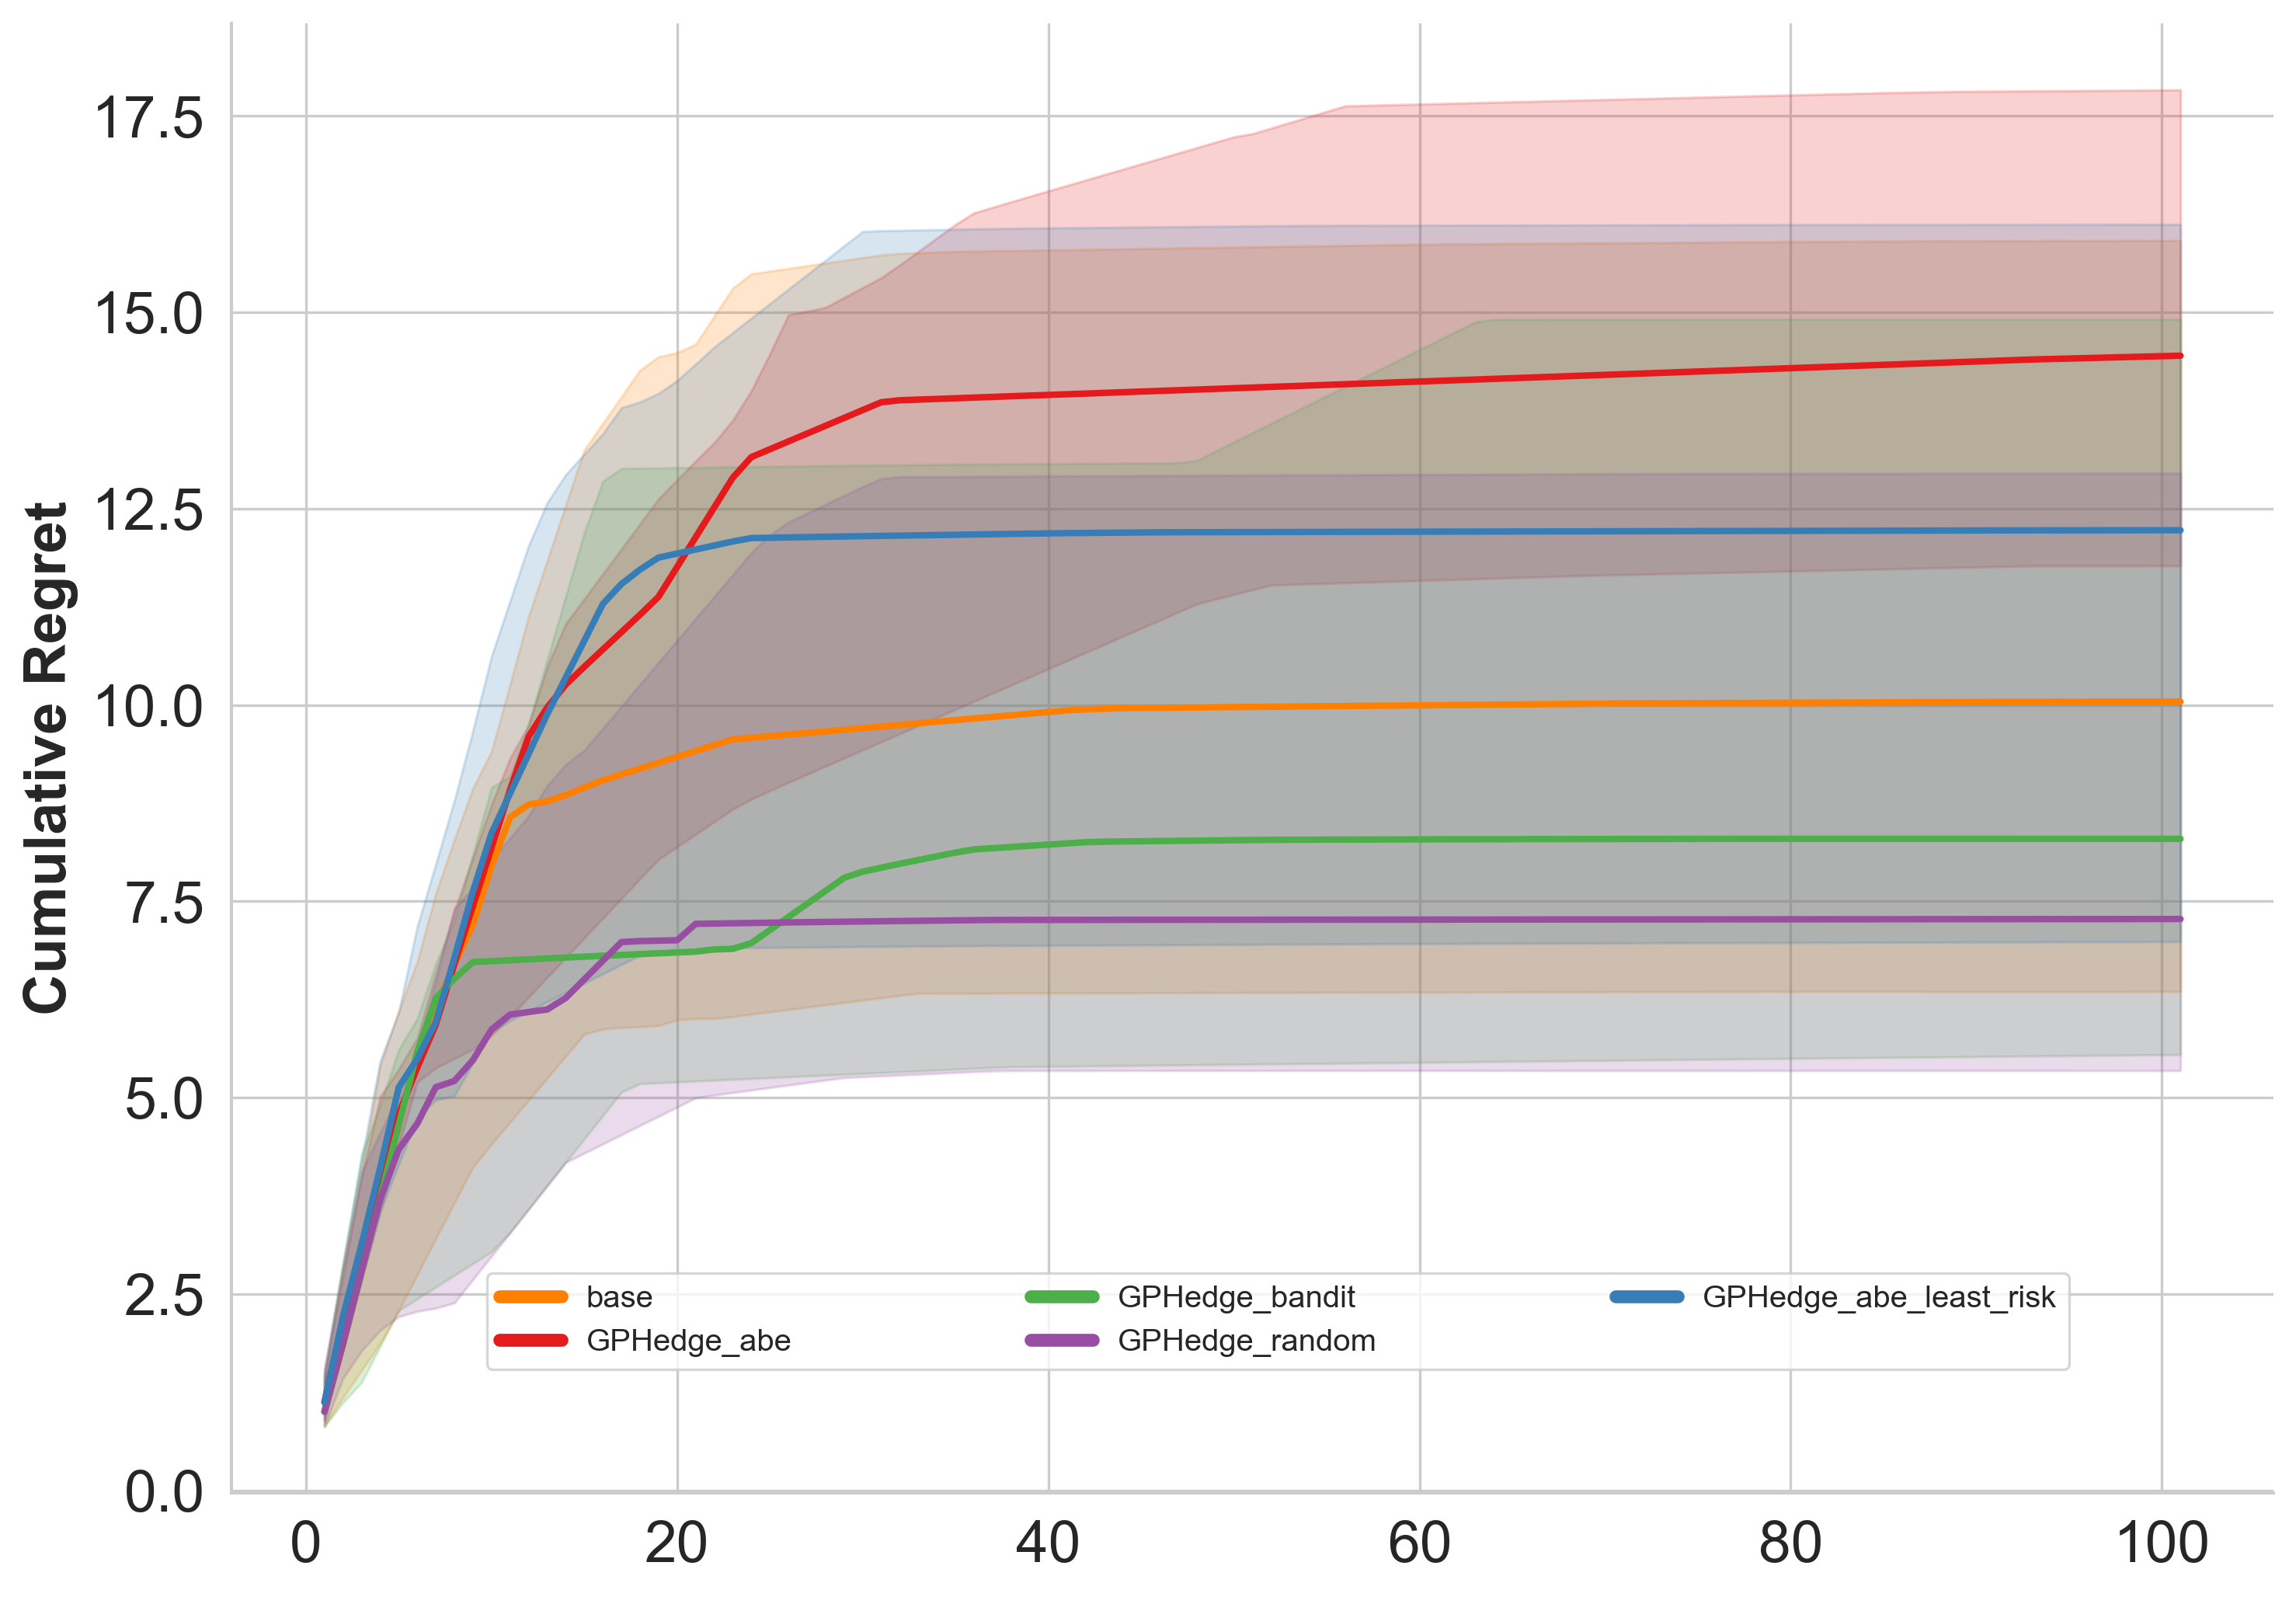 Cumulative Regret
17.5
15.0
12.5
10.0
7.5
5.0
2.5
0.0
0 20 40 60 80 100
base GPHedge_bandit GPHedge_abe_least_risk
GPHedge_abe GPHedge_random